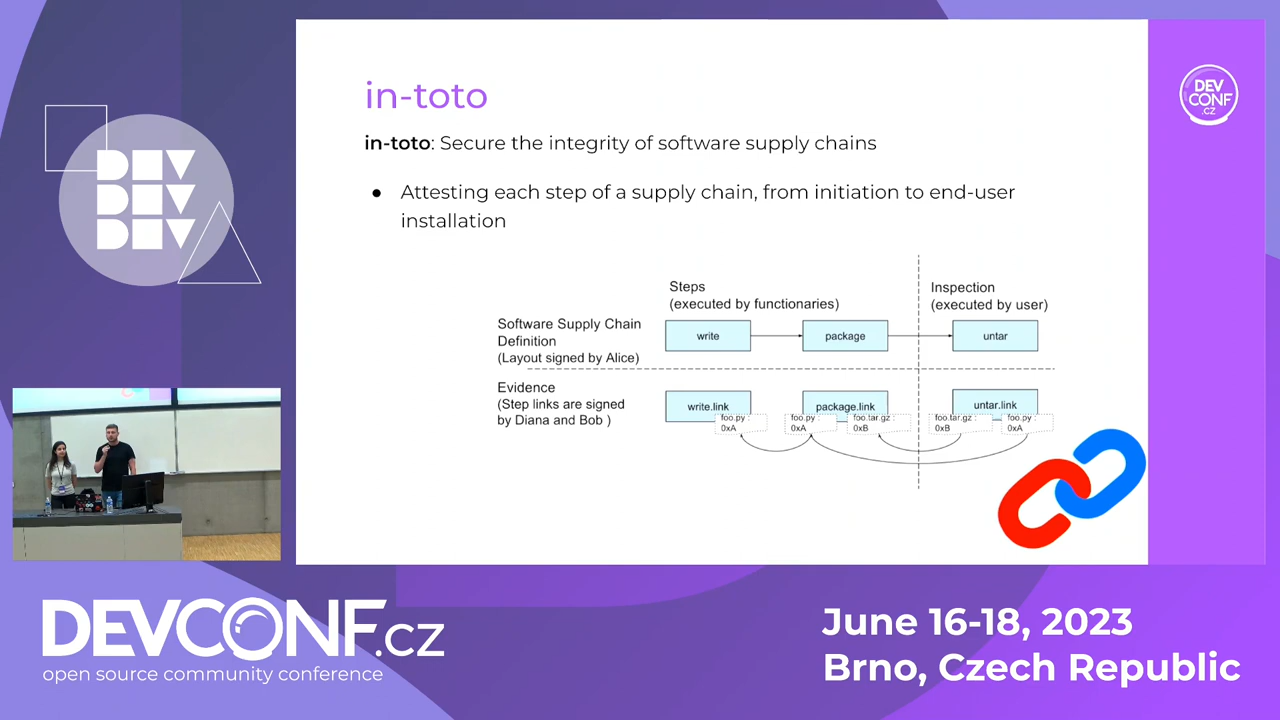 in-toto
in-toto: Secure the integrity of software supply chains
● Attesting each step of a supply chain, from initiation to end-user
installation
Steps
(executed by functionaries)
Inspection
(executed by user)
Software Supply Chain
Definition
(Layout signed by Alice)
write
package
untar
Evidence
(Step links are signed
by Diana and Bob )
write.link
package.link
untar.link
foo.py :
0xA
foo.py :
0xA
foo.tar.gz :
0xB
foo.tar.gz :
0xB
foo.py :
0xA
DEV
CONF
.CZ
DEV
DEV
DEV
DEVCONF.cz
open source community conference
June 16-18, 2023
Brno, Czech Republic